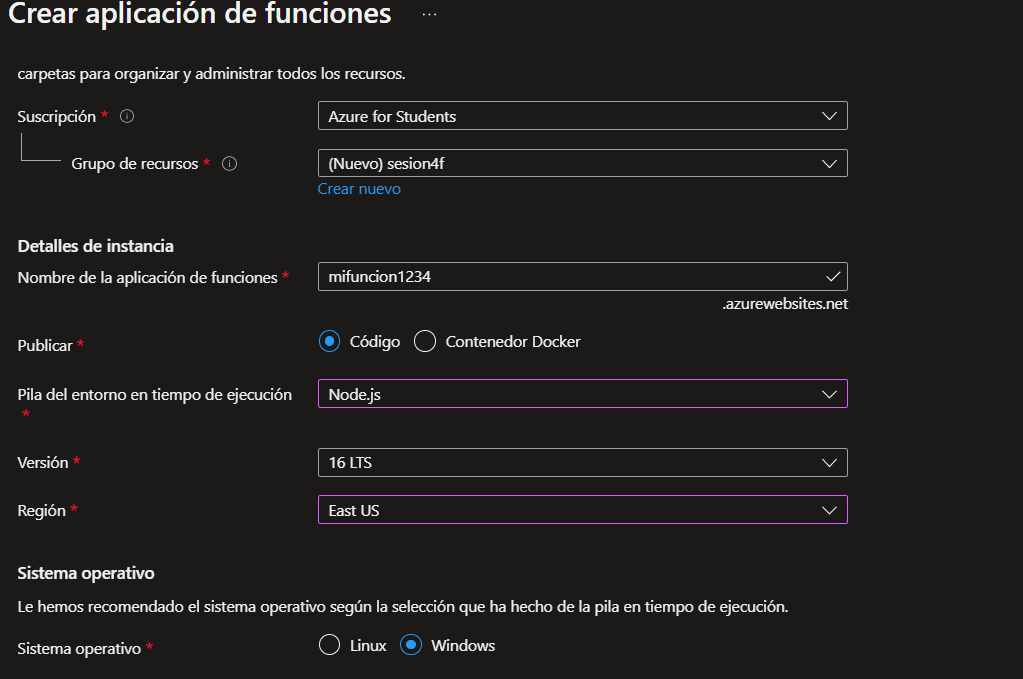 Crear aplicación de funciones ...
carpetas para organizar y administrar todos los recursos.
Suscripción *
Azure for Students
Grupo de recursos *
(Nuevo) sesion4f
Crear nuevo
Detalles de instancia
Nombre de la aplicación de funciones *
mifuncion1234
.azurewebsites.net
Publicar *
Código Contenedor Docker
Pila del entorno en tiempo de ejecución
*
Node.js
Versión *
16 LTS
Región *
East US
Sistema operativo
Le hemos recomendado el sistema operativo según la selección que ha hecho de la pila en tiempo de ejecución.
Sistema operativo *
Linux Windows